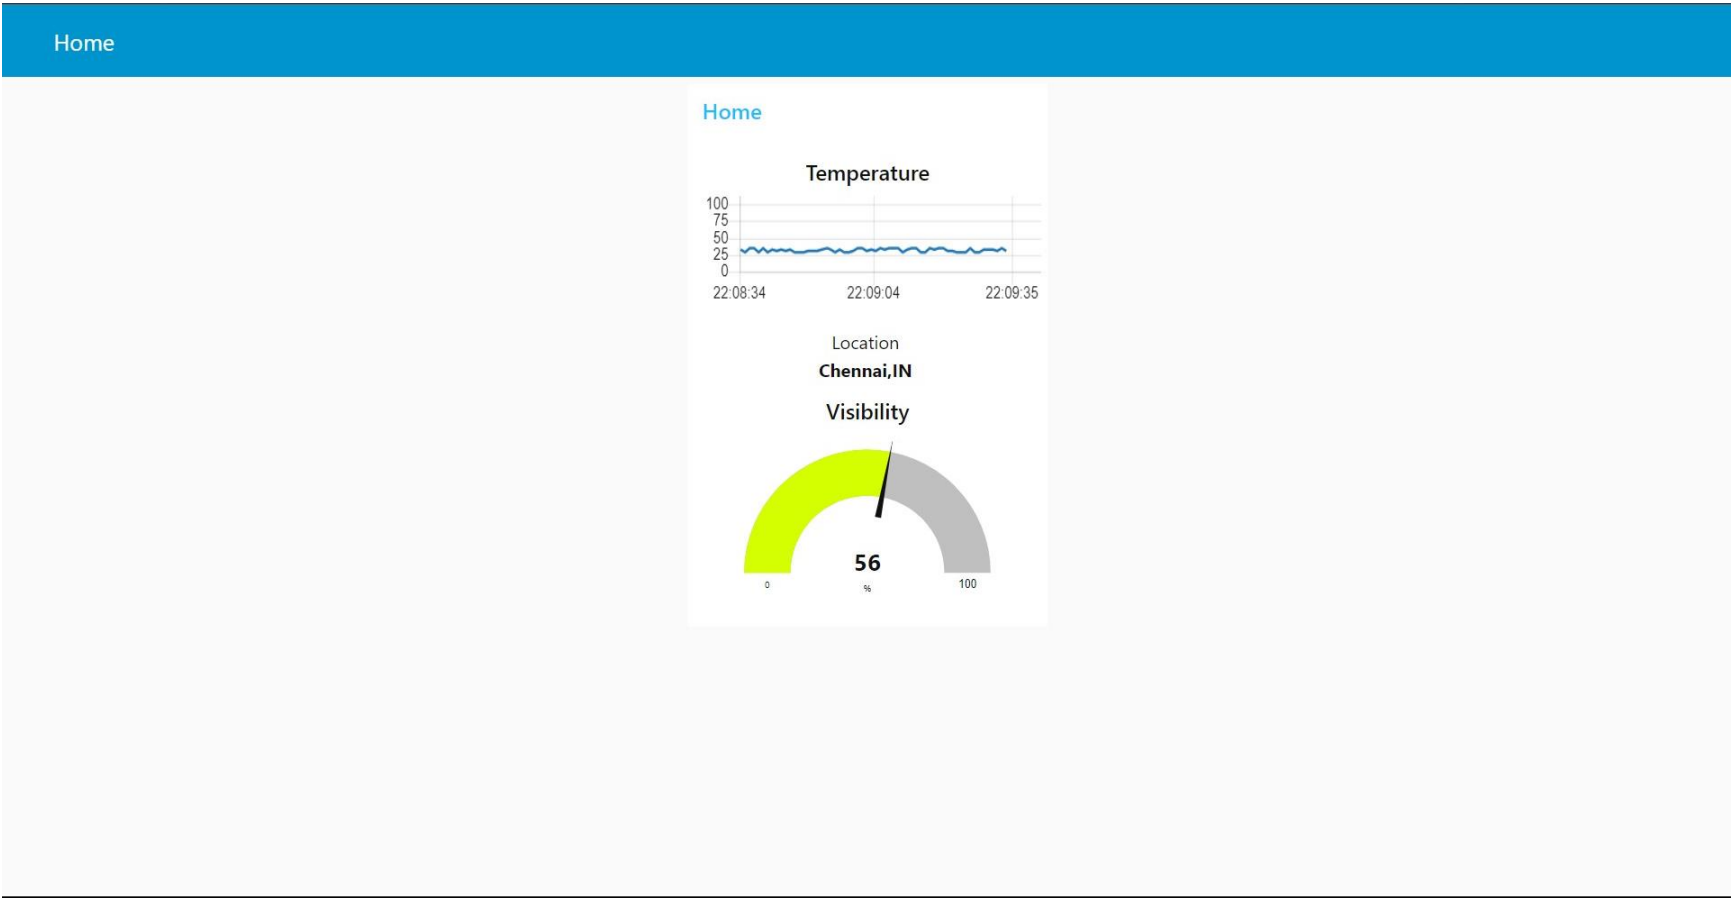 Home
Home
Temperature
100
75
50
25
0
22:08:34 22:09:04 22:09:35
Location
Chennai,IN
Visibility
56
0 % 100